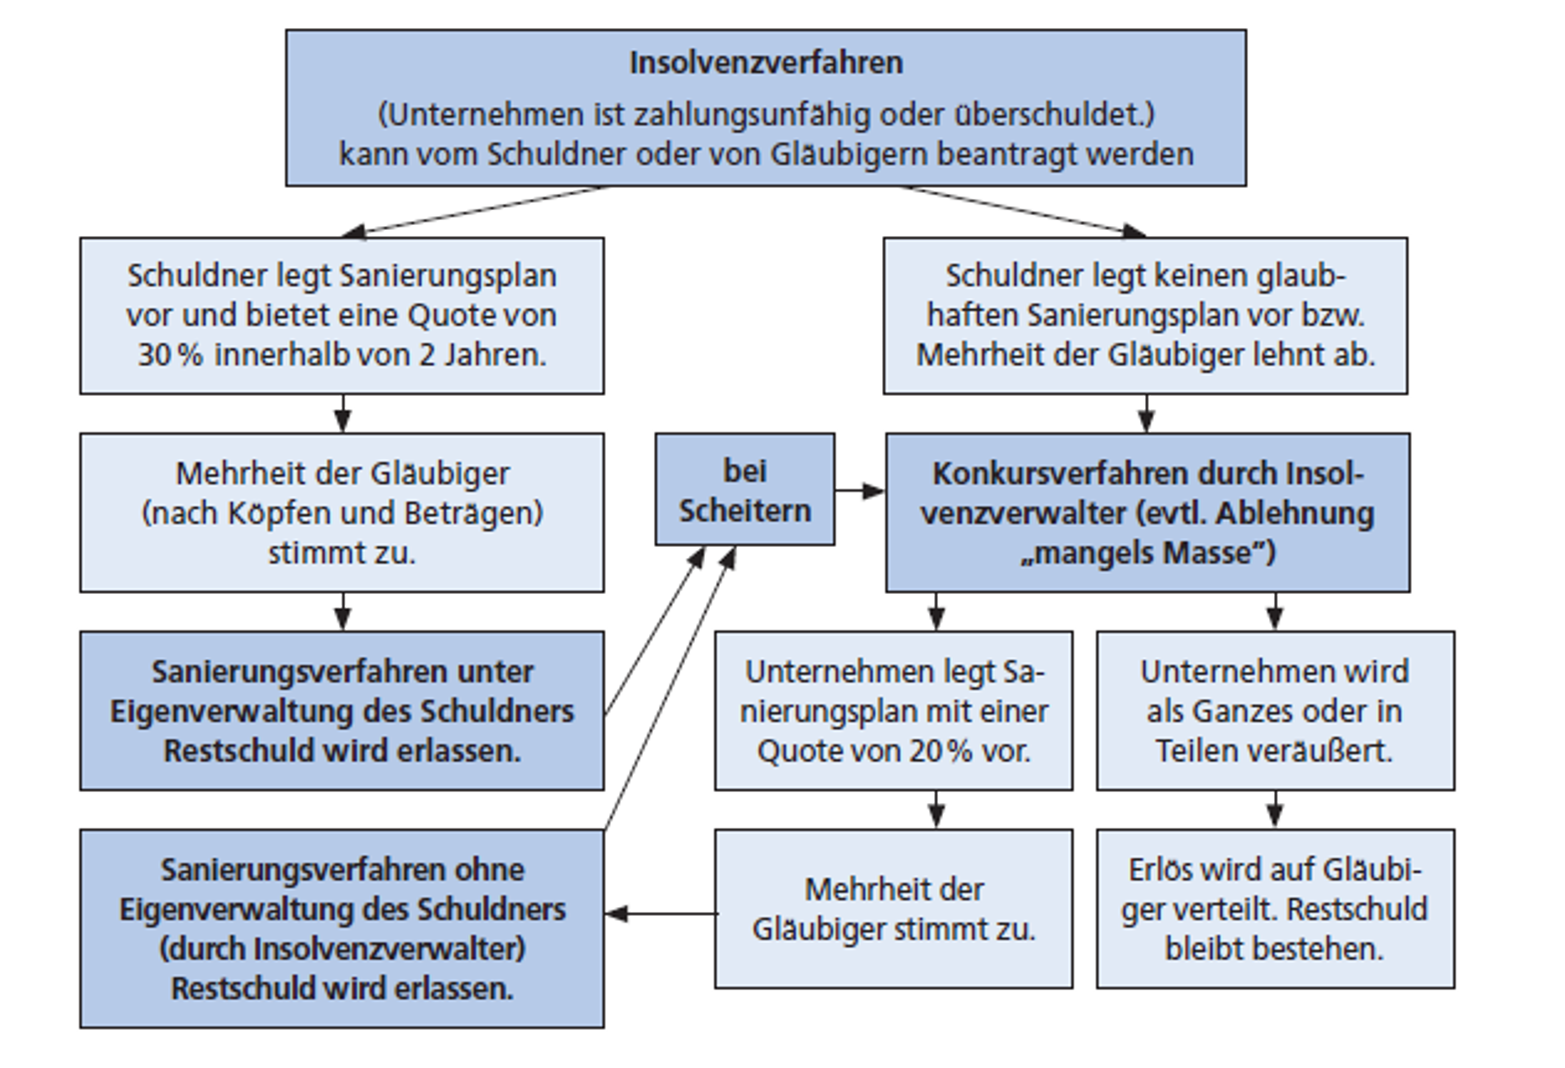 Insolvenzverfahren
(Unternehmen ist zahlungsunfähig oder überschuldet.)
kann vom Schuldner oder von Gläubigern beantragt werden
Schuldner legt Sanierungsplan
vor und bietet eine Quote von
30 % innerhalb von 2 Jahren.
Schuldner legt keinen glaub-
haften Sanierungsplan vor bzw.
Mehrheit der Gläubiger lehnt ab.
Mehrheit der Gläubiger
(nach Köpfen und Beträgen)
stimmt zu.
bei
Scheitern
Konkursverfahren durch Insol-
venzverwalter (evtl. Ablehnung
„mangels Masse“)
Sanierungsverfahren unter
Eigenverwaltung des Schuldners
Restschuld wird erlassen.
Unternehmen legt Sa-
nierungsplan mit einer
Quote von 20 % vor.
Unternehmen wird
als Ganzes oder in
Teilen veräußert.
Sanierungsverfahren ohne
Eigenverwaltung des Schuldners
(durch Insolvenzverwalter)
Restschuld wird erlassen.
Mehrheit der
Gläubiger stimmt zu.
Erlös wird auf Gläubi-
ger verteilt. Restschuld
bleibt bestehen.